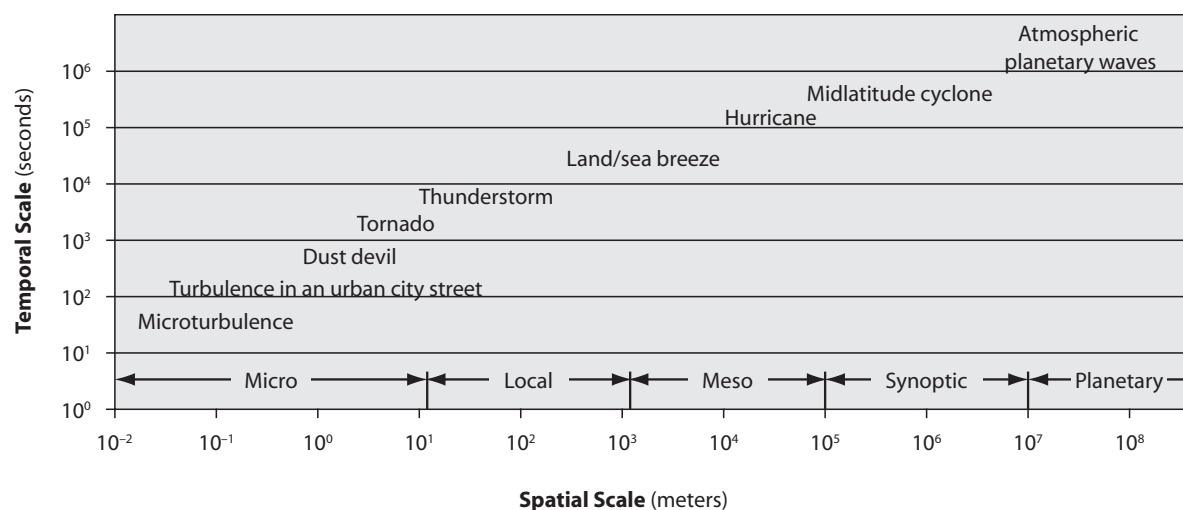 Temporal Scale (seconds)
10⁶
10⁵
10⁴
10³
10²
10¹
10⁰
Atmospheric
planetary waves
Midlatitude cyclone
Hurricane
Land/sea breeze
Thunderstorm
Tornado
Dust devil
Turbulence in an urban city street
Microturbulence
Micro Local Meso Synoptic Planetary
10⁻² 10⁻¹ 10⁰ 10¹ 10² 10³ 10⁴ 10⁵ 10⁶ 10⁷ 10⁸
Spatial Scale (meters)